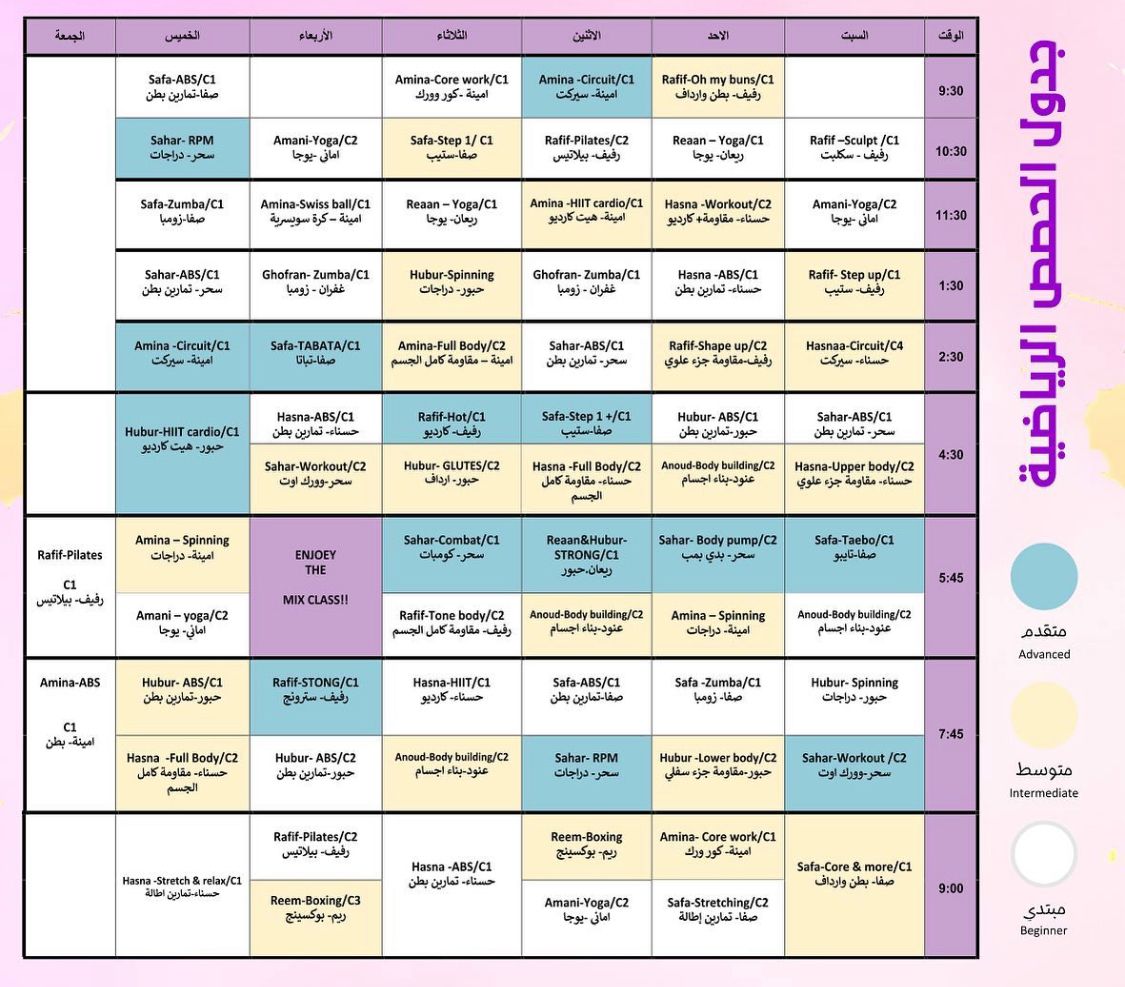 جدول الحصص الرياضية
الوقت
السبت
الاحد
الاثنين
الثلاثاء
الأربعاء
الخميس
الجمعة
9:30
Rafif-Oh my buns/C1
رفيف- بطن وارداف
Amina -Circuit/C1
امينة- سيركت
Amina-Core work/C1
امينة -كور وورك
Safa-ABS/C1
صفا-تمارين بطن
10:30
Rafif –Sculpt /C1
رفيف - سكلبت
Reaan – Yoga/C1
ريعان- يوجا
Rafif-Pilates/C2
رفيف- بيلاتيس
Safa-Step 1/ C1
صفا-ستيب
Amani-Yoga/C2
اماني -يوجا
Sahar- RPM
سحر- دراجات
11:30
Amani-Yoga/C2
اماني -يوجا
Hasna -Workout/C2
حسناء- مقاومة+ كارديو
Amina -HIIT cardio/C1
امينة- هيت كارديو
Reaan – Yoga/C1
ريعان- يوجا
Amina-Swiss ball/C1
امينة – كرة سويسرية
Safa-Zumba/C1
صفا-زومبا
1:30
Rafif- Step up/C1
رفيف- ستيب
Hasna -ABS/C1
حسناء- تمارين بطن
Ghofran- Zumba/C1
غفران - زومبا
Hubur-Spinning
حبور- دراجات
Ghofran- Zumba/C1
غفران - زومبا
Sahar-ABS/C1
سحر- تمارين بطن
2:30
Hasnaa-Circuit/C4
حسناء- سيركت
Rafif-Shape up/C2
رفيف-مقاومة جزء علوي
Sahar-ABS/C1
سحر- تمارين بطن
Amina-Full Body/C2
امينة – مقاومة كامل الجسم
Safa-TABATA/C1
صفا-تباتا
Amina -Circuit/C1
امينة- سيركت
4:30
Sahar-ABS/C1
سحر- تمارين بطن
Hubur- ABS/C1
حبور-تمارين بطن
Safa-Step 1 +/C1
صفا-ستيب
Rafif-Hot/C1
رفيف- كارديو
Hasna-ABS/C1
حسناء- تمارين بطن
Hubur-HIIT cardio/C1
حبور- هيت كارديو
Hasna-Upper body/C2
حسناء- مقاومة جزء علوي
Anoud-Body building/C2
عنود-بناء اجسام
Hasna -Full Body/C2
حسناء- مقاومة كامل
الجسم
Hubur- GLUTES/C2
حبور- ارداف
Sahar-Workout/C2
سحر-وورك اوت
5:45
Safa-Taebo/C1
صفا-تايبو
Sahar- Body pump/C2
سحر- بدي بمب
Reaan&Hubur-
STRONG/C1
ريعان.حبور
Sahar-Combat/C1
سحر- كومبات
ENJOEY
THE
MIX CLASS!!
Amina – Spinning
امينة- دراجات
Rafif-Pilates
C1
رفيف- بيلاتيس
Anoud-Body building/C2
عنود-بناء اجسام
Amina – Spinning
امينة- دراجات
Anoud-Body building/C2
عنود-بناء اجسام
Rafif-Tone body/C2
رفيف- مقاومة كامل الجسم
Amani – yoga/C2
اماني- يوجا
7:45
Hubur- Spinning
حبور- دراجات
Safa -Zumba/C1
صفا- زومبا
Safa-ABS/C1
صفا-تمارين بطن
Hasna-HIIT/C1
حسناء- كارديو
Rafif-STONG/C1
رفيف- سترونج
Hubur- ABS/C1
حبور-تمارين بطن
Amina-ABS
C1
امينة- بطن
Sahar-Workout /C2
سحر-وورك اوت
Hubur -Lower body/C2
حبور-مقاومة جزء سفلي
Sahar- RPM
سحر- دراجات
Anoud-Body building/C2
عنود-بناء اجسام
Hubur- ABS/C2
حبور-تمارين بطن
Hasna -Full Body/C2
حسناء- مقاومة كامل
الجسم
9:00
Safa-Core & more/C1
صفا- بطن وارداف
Amina- Core work/C1
امينة- كور ورك
Reem-Boxing
ريم- بوكسينج
Hasna -ABS/C1
حسناء- تمارين بطن
Rafif-Pilates/C2
رفيف- بيلاتيس
Hasna -Stretch & relax/C1
حسناء-تمارين اطالة
Safa-Stretching/C2
صفا- تمارين إطالة
Amani-Yoga/C2
اماني -يوجا
Reem-Boxing/C3
ريم- بوكسينج
متقدم
Advanced
متوسط
Intermediate
مبتدي
Beginner